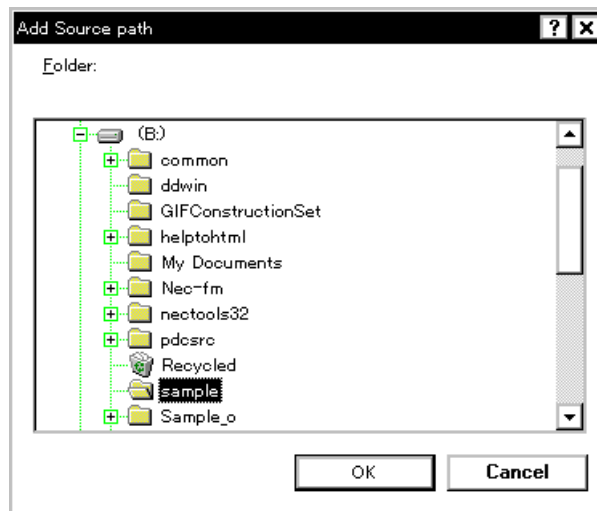 Add Source path
Folder:
(B:)
common
ddwin
GIFConstructionSet
helptohtml
My Documents
Nec-fm
nectools32
pdcsrc
Recycled
sample
Sample_o
OK Cancel